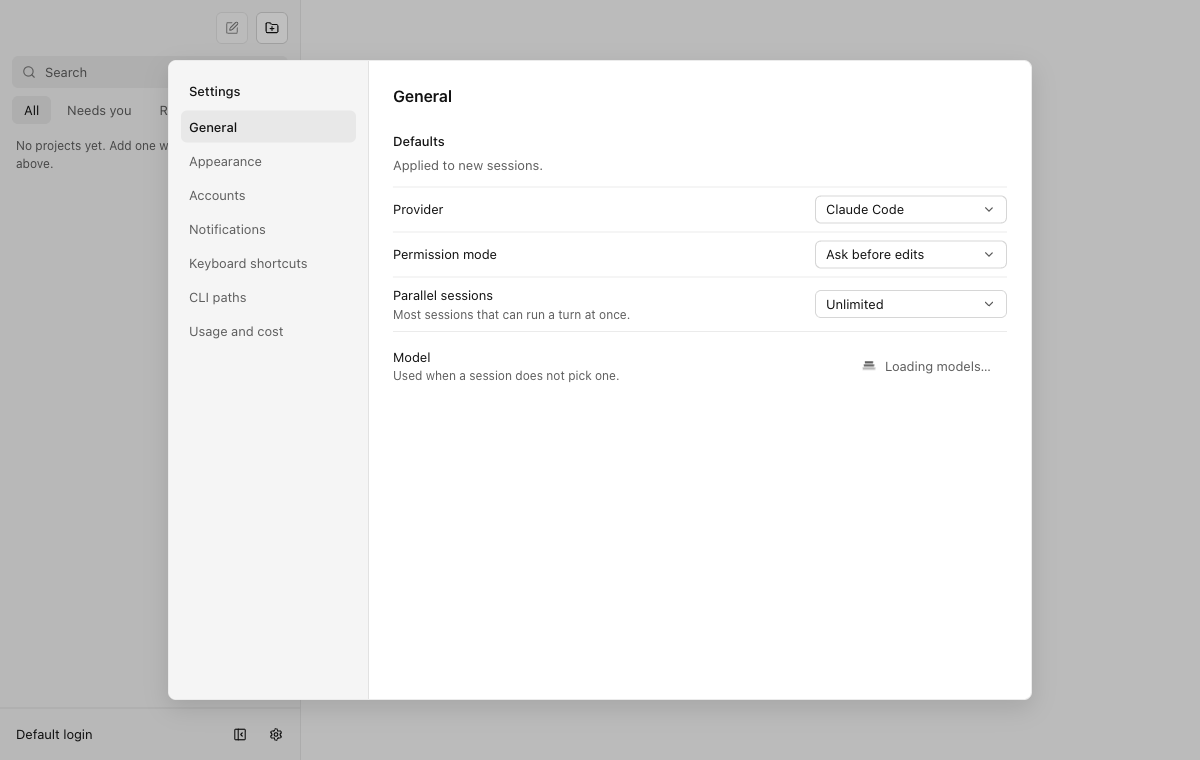 Search
All
Needs you
R
No projects yet. Add one w
above.
Settings
General
Appearance
Accounts
Notifications
Keyboard shortcuts
CLI paths
Usage and cost
General
Defaults
Applied to new sessions.
Provider
Claude Code
Permission mode
Ask before edits
Parallel sessions
Most sessions that can run a turn at once.
Unlimited
Model
Used when a session does not pick one.
Loading models...
Default login